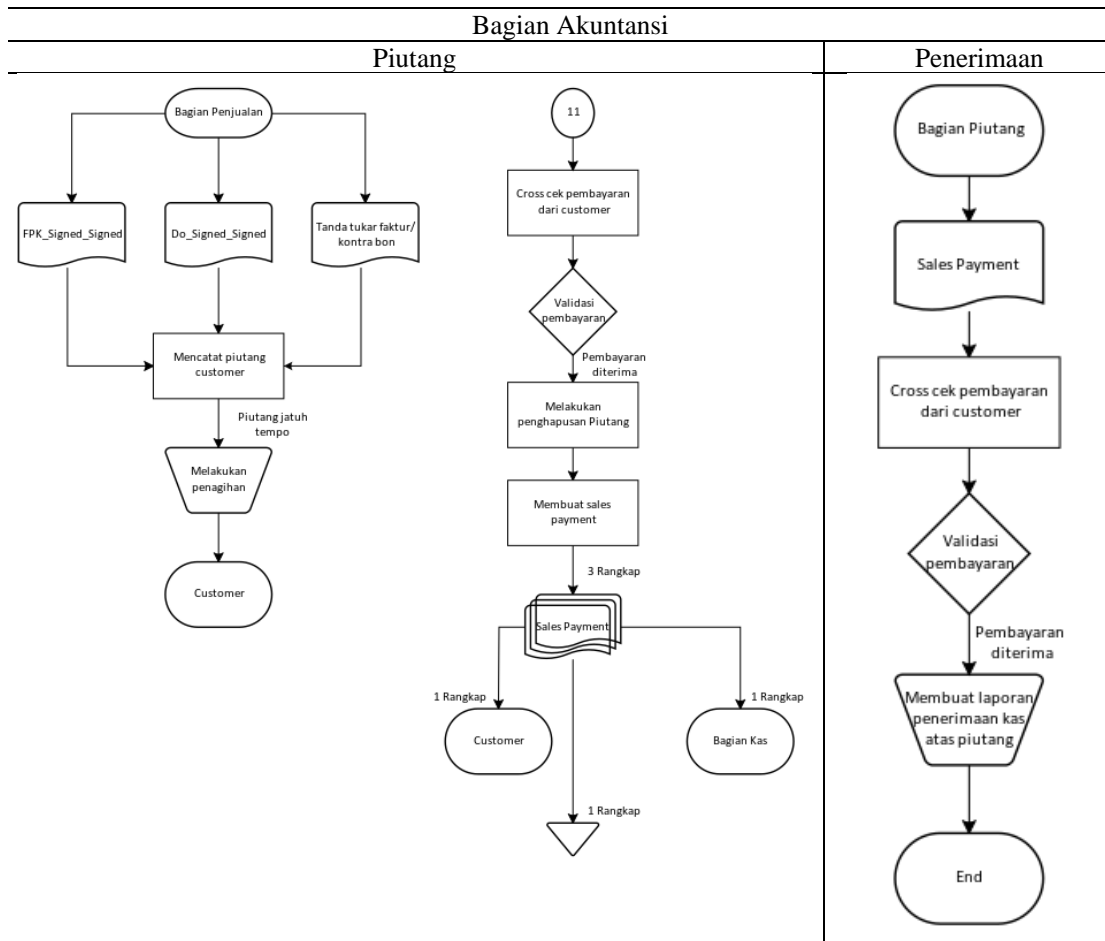 Bagian Akuntansi
Piutang
Penerimaan
Bagian Penjualan
FPK_Signed_Signed
Do_Signed_Signed
Tanda tukar faktur/
kontra bon
Mencatat piutang
customer
Piutang jatuh
tempo
Melakukan
penagihan
Customer
11
Cross cek pembayaran
dari customer
Validasi
pembayaran
Pembayaran
diterima
Melakukan
penghapusan Piutang
Membuat sales
payment
3 Rangkap
Sales Payment
1 Rangkap
Customer
1 Rangkap
Bagian Kas
1 Rangkap
Bagian Piutang
Sales Payment
Cross cek pembayaran
dari customer
Validasi
pembayaran
Pembayaran
diterima
Membuat laporan
penerimaan kas
atas piutang
End